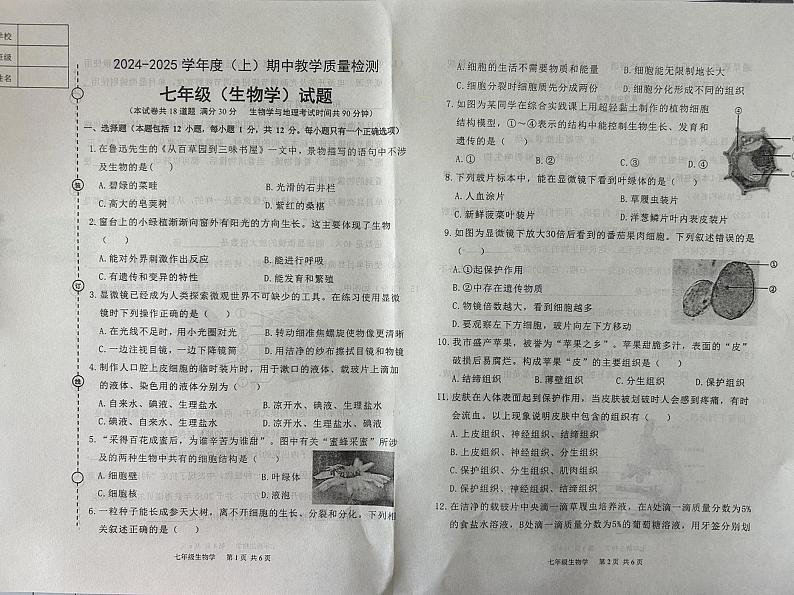 学校
班级
姓名
装
订
线
2024-2025 学年度（上）期中教学质量检测
七年级（生物学）试题
（本试卷共 18 道题 满分 30 分 生物学与地理考试时间共 90 分钟）
一、选择题（本题包括 12 小题，每小题 1 分，共 12 分。每小题只有一个正确选项）
1. 在鲁迅先生的《从百草园到三味书屋》一文中，景物描写的语句中不涉
及生物的是（ ）
A. 碧绿的菜畦 B. 光滑的石井栏
C. 高大的皂荚树 D. 紫红的桑椹
2. 窗台上的小绿植渐渐向窗外有阳光的方向生长。这主要体现了生物
（ ）
A. 能对外界刺激作出反应 B. 能进行呼吸
C. 有遗传和变异的特性 D. 能发育和繁殖
3. 显微镜已经成为人类探索微观世界不可缺少的工具。在练习使用显微
镜时下列操作正确的是（ ）
A. 在光线不足时，用小光圈对光 B. 转动细准焦螺旋使物像更清晰
C. 一边注视目镜，一边下降镜筒 D. 用洁净的纱布擦拭目镜和物镜
4. 制作人口腔上皮细胞的临时装片时，用于漱口的液体、载玻片上滴加
的液体、染色用的液体分别为（ ）
A. 自来水、碘液、生理盐水 B. 凉开水、碘液、生理盐水
C. 碘液、自来水、生理盐水 D. 凉开水、生理盐水、碘液
5. “采得百花成蜜后，为谁辛苦为谁甜”。图中有关“蜜蜂采蜜”所涉
及的两种生物中共有的细胞结构是（ ）
A. 细胞壁 B. 叶绿体
C. 细胞核 D. 液泡
6. 一粒种子能长成参天大树，离不开细胞的生长、分裂和分化。下列相
关叙述正确的是（ ）
七年级生物学 第 1 页 共 6 页
A. 细胞的生活不需要物质和能量 B. 细胞能无限制地长大
C. 细胞分裂时细胞质先分成两份 D. 细胞分化形成不同的组织
7. 如图为某同学在综合实践课上用超轻黏土制作的植物细胞
结构模型，①～④表示的结构中能控制生物生长、发育和
遗传的是（ ）
A. ① B. ② C. ③ D. ④
8. 下列玻片标本中，能在显微镜下看到叶绿体的是（ ）
A. 人血涂片 B. 草履虫装片
C. 新鲜菠菜叶装片 D. 洋葱鳞片叶内表皮装片
9. 如图为显微镜下放大30倍后看到的番茄果肉细胞。下列叙述错误的是
（ ）
A. ①起保护作用
B. ②中存在遗传物质
C. 物镜倍数越大，看到细胞越多
D. 要观察左下方细胞，玻片向左下方移动
①
②
10. 我市盛产苹果，被誉为“苹果之乡”。苹果甜脆多汁，表面的“皮”
破损后易腐烂。构成苹果“皮”的主要组织是（ ）
A. 结缔组织 B. 薄壁组织 C. 分生组织 D. 保护组织
11. 皮肤在人体表面起到保护作用，当皮肤被划破时人会感到疼痛，有时
会流血。以上现象说明皮肤中包含的组织有（ ）
A. 上皮组织、神经组织、结缔组织
B. 保护组织、神经组织、结缔组织
C. 保护组织、分生组织、肌肉组织
D. 保护组织、神经组织、分生组织
12. 在洁净的载玻片中央滴一滴草履虫培养液，在A处滴一滴质量分数为5%
的食盐水溶液，B处滴一滴质量分数为5%的葡萄糖溶液，用牙签分别划
七年级生物学 第 2 页 共 6 页